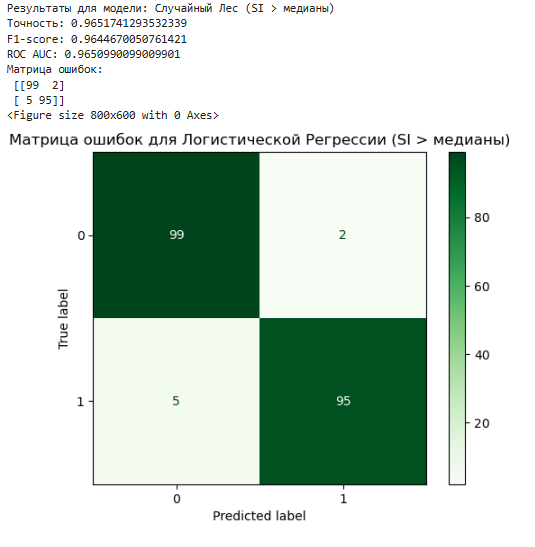 Результаты для модели: Случайный Лес (SI > медианы)
Точность: 0.9651741293532339
F1-score: 0.9644670050761421
ROC AUC: 0.9650990099009901
Матрица ошибок:
[[99  2]
[ 5 95]]
<Figure size 800x600 with 0 Axes>
Матрица ошибок для Логистической Регрессии (SI > медианы)
0
99
2
80
60
True label
40
1
5
95
20
0
1
Predicted label